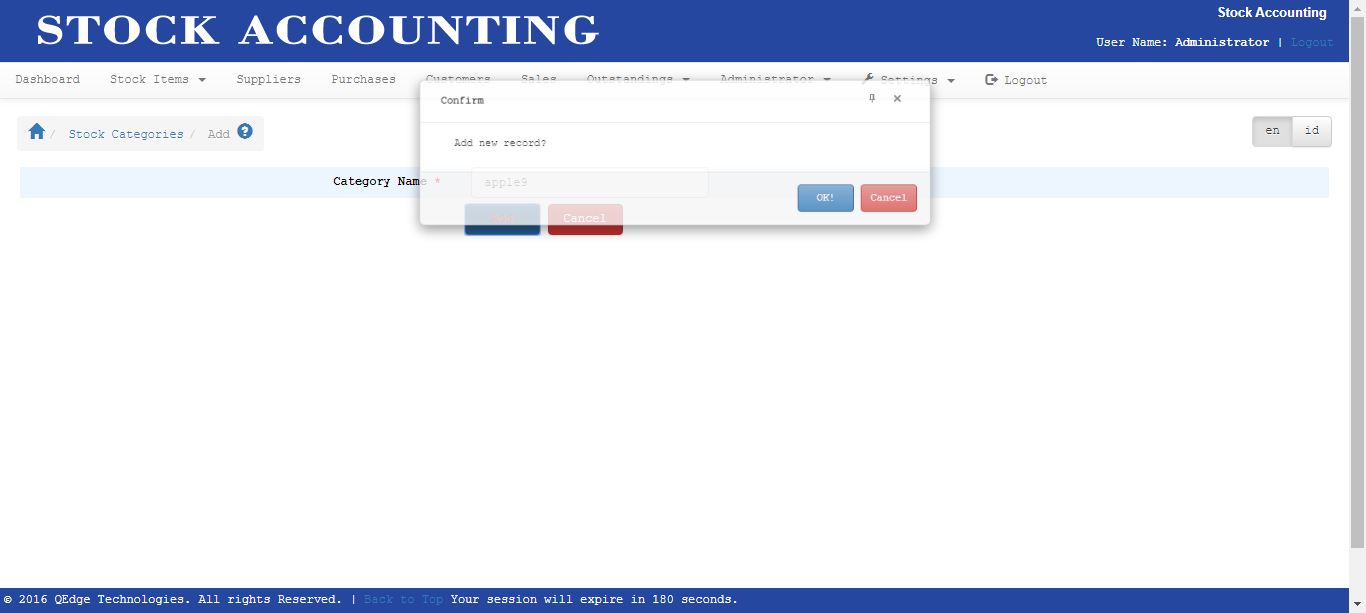 STOCK ACCOUNTING
Stock Accounting
User Name: Administrator | Logout
Dashboard Stock Items Suppliers Purchases Customers Sales Outstandings Administrator Settings Logout
Confirm
Add new record?
/ Stock Categories / Add
en id
Category Name *
apple9
OK! Cancel
Cancel
© 2016 QEdge Technologies. All rights Reserved. | Back to Top Your session will expire in 180 seconds.